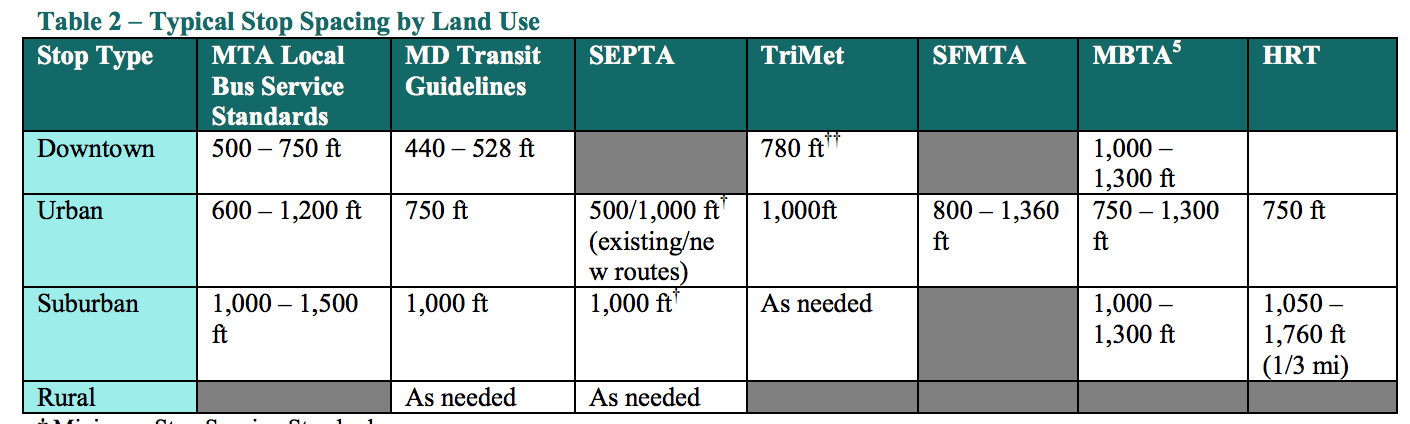 Table 2 – Typical Stop Spacing by Land Use
Stop Type
MTA Local
Bus Service
Standards
MD Transit
Guidelines
SEPTA
TriMet
SFMTA
MBTA⁵
HRT
Downtown
500 – 750 ft
440 – 528 ft
780 ft††
1,000 –
1,300 ft
Urban
600 – 1,200 ft
750 ft
500/1,000 ft†
(existing/ne
w routes)
1,000ft
800 – 1,360
ft
750 – 1,300
ft
750 ft
Suburban
1,000 – 1,500
ft
1,000 ft
1,000 ft†
As needed
1,000 –
1,300 ft
1,050 –
1,760 ft
(1/3 mi)
Rural
As needed
As needed